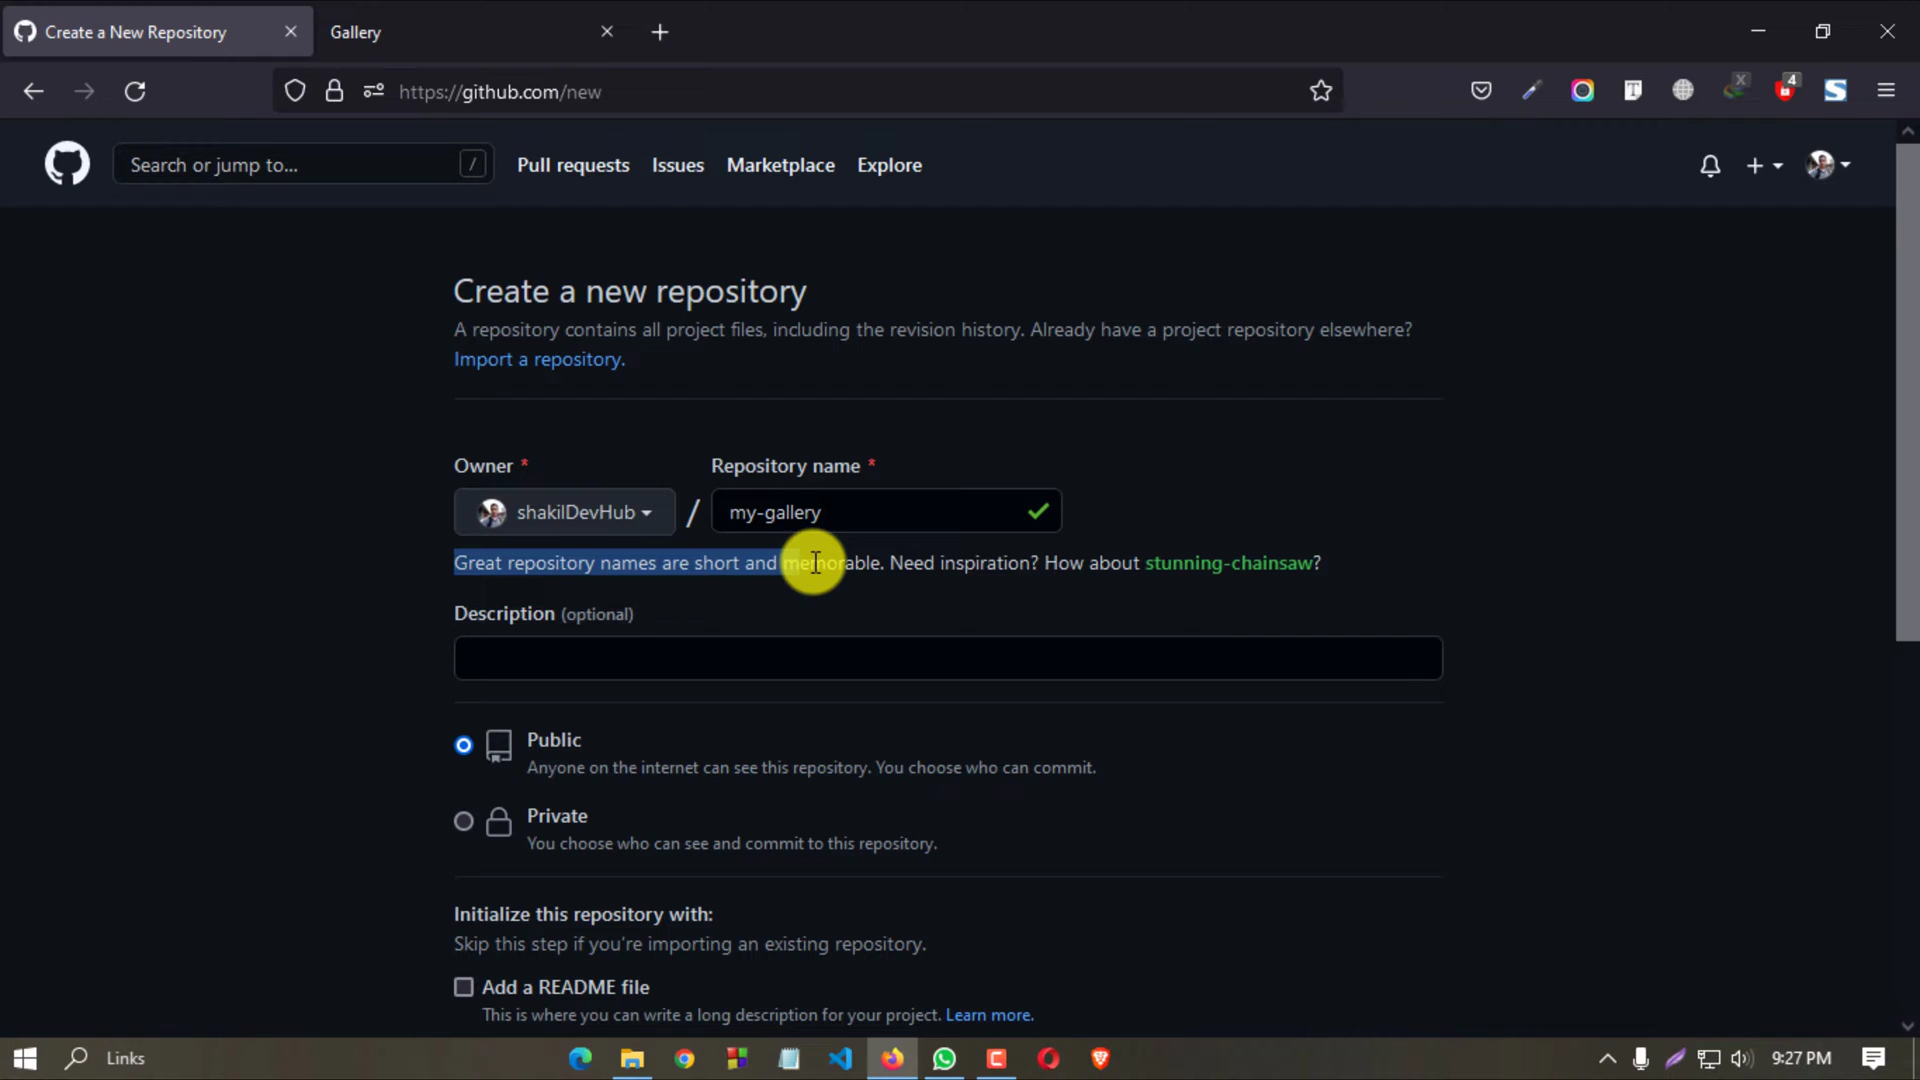 Create a New Repository
Gallery
https://github.com/new
T
X
4
S
Search or jump to...
/
Pull requests
Issues
Marketplace
Explore
Create a new repository
A repository contains all project files, including the revision history. Already have a project repository elsewhere?
Import a repository.
Owner *
Repository name *
shakilDevHub
/
my-gallery
Great repository names are short and memorable. Need inspiration? How about stunning-chainsaw?
Description (optional)
Public
Anyone on the internet can see this repository. You choose who can commit.
Private
You choose who can see and commit to this repository.
Initialize this repository with:
Skip this step if you're importing an existing repository.
Add a README file
This is where you can write a long description for your project. Learn more.
Links
C
9:27 PM